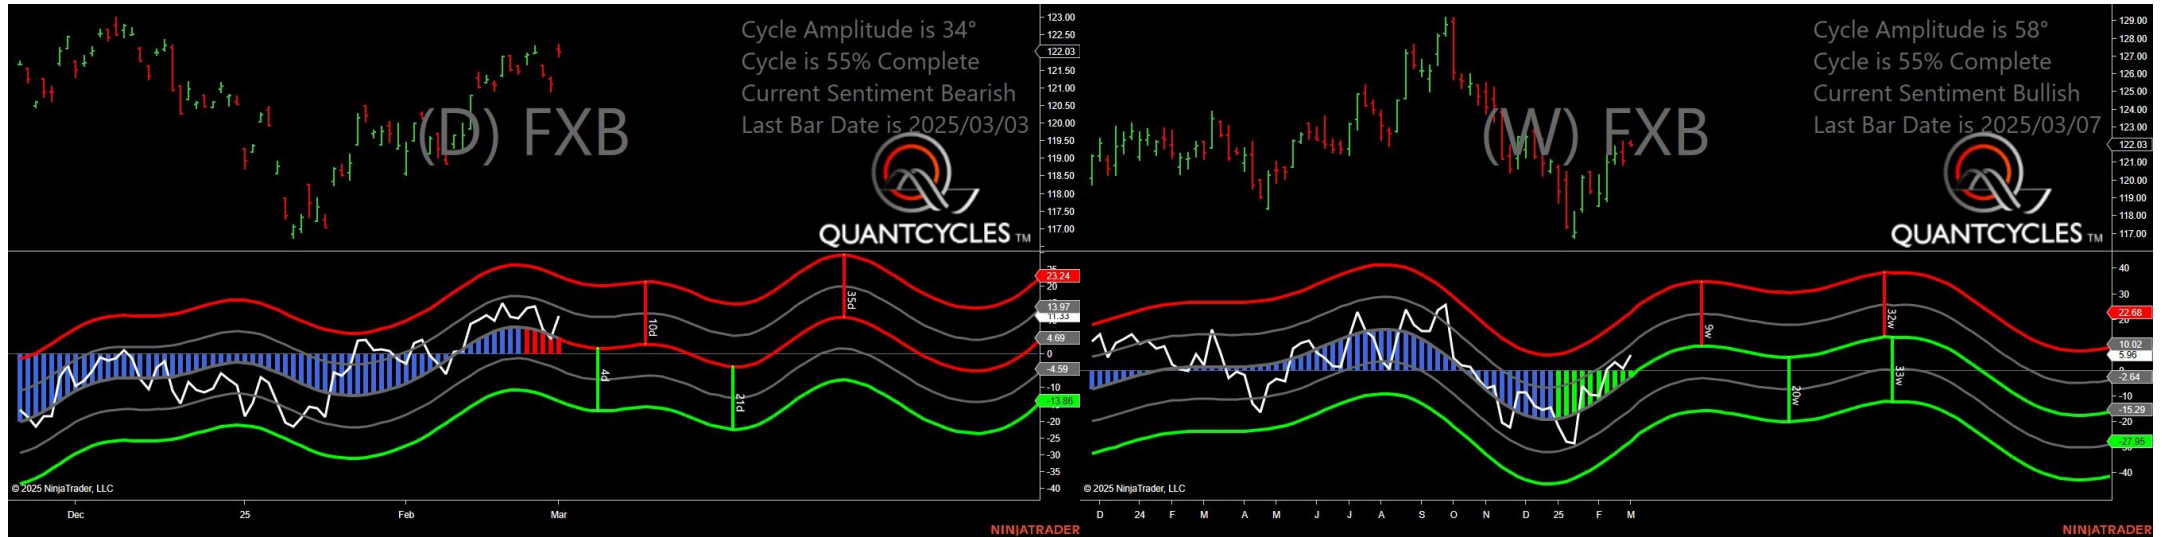 Cycle Amplitude is 34°
Cycle is 55% Complete
Current Sentiment Bearish
Last Bar Date is 2025/03/03
(D) FXB
QUANTCYCLES TM
123.00
122.50
122.03
121.50
121.00
120.50
120.00
119.50
119.00
118.50
118.00
117.50
117.00
10d
35d
4d
21d
23.24
20
13.97
11.33
4.69
0
-4.59
-10
-13.86
-20
-25
-30
-35
-40
© 2025 NinjaTrader, LLC
Dec
25
Feb
Mar
NINJATRADER
Cycle Amplitude is 58°
Cycle is 55% Complete
Current Sentiment Bullish
Last Bar Date is 2025/03/07
(W) FXB
QUANTCYCLES TM
129.00
128.00
127.00
126.00
125.00
124.00
123.00
122.03
121.00
120.00
119.00
118.00
117.00
9w
32w
20w
33w
40
30
22.68
10.02
5.96
-2.64
-10
-15.29
-20
-27.95
-40
© 2025 NinjaTrader, LLC
D 24 F M A M J J A S O N D 25 F M
NINJATRADER